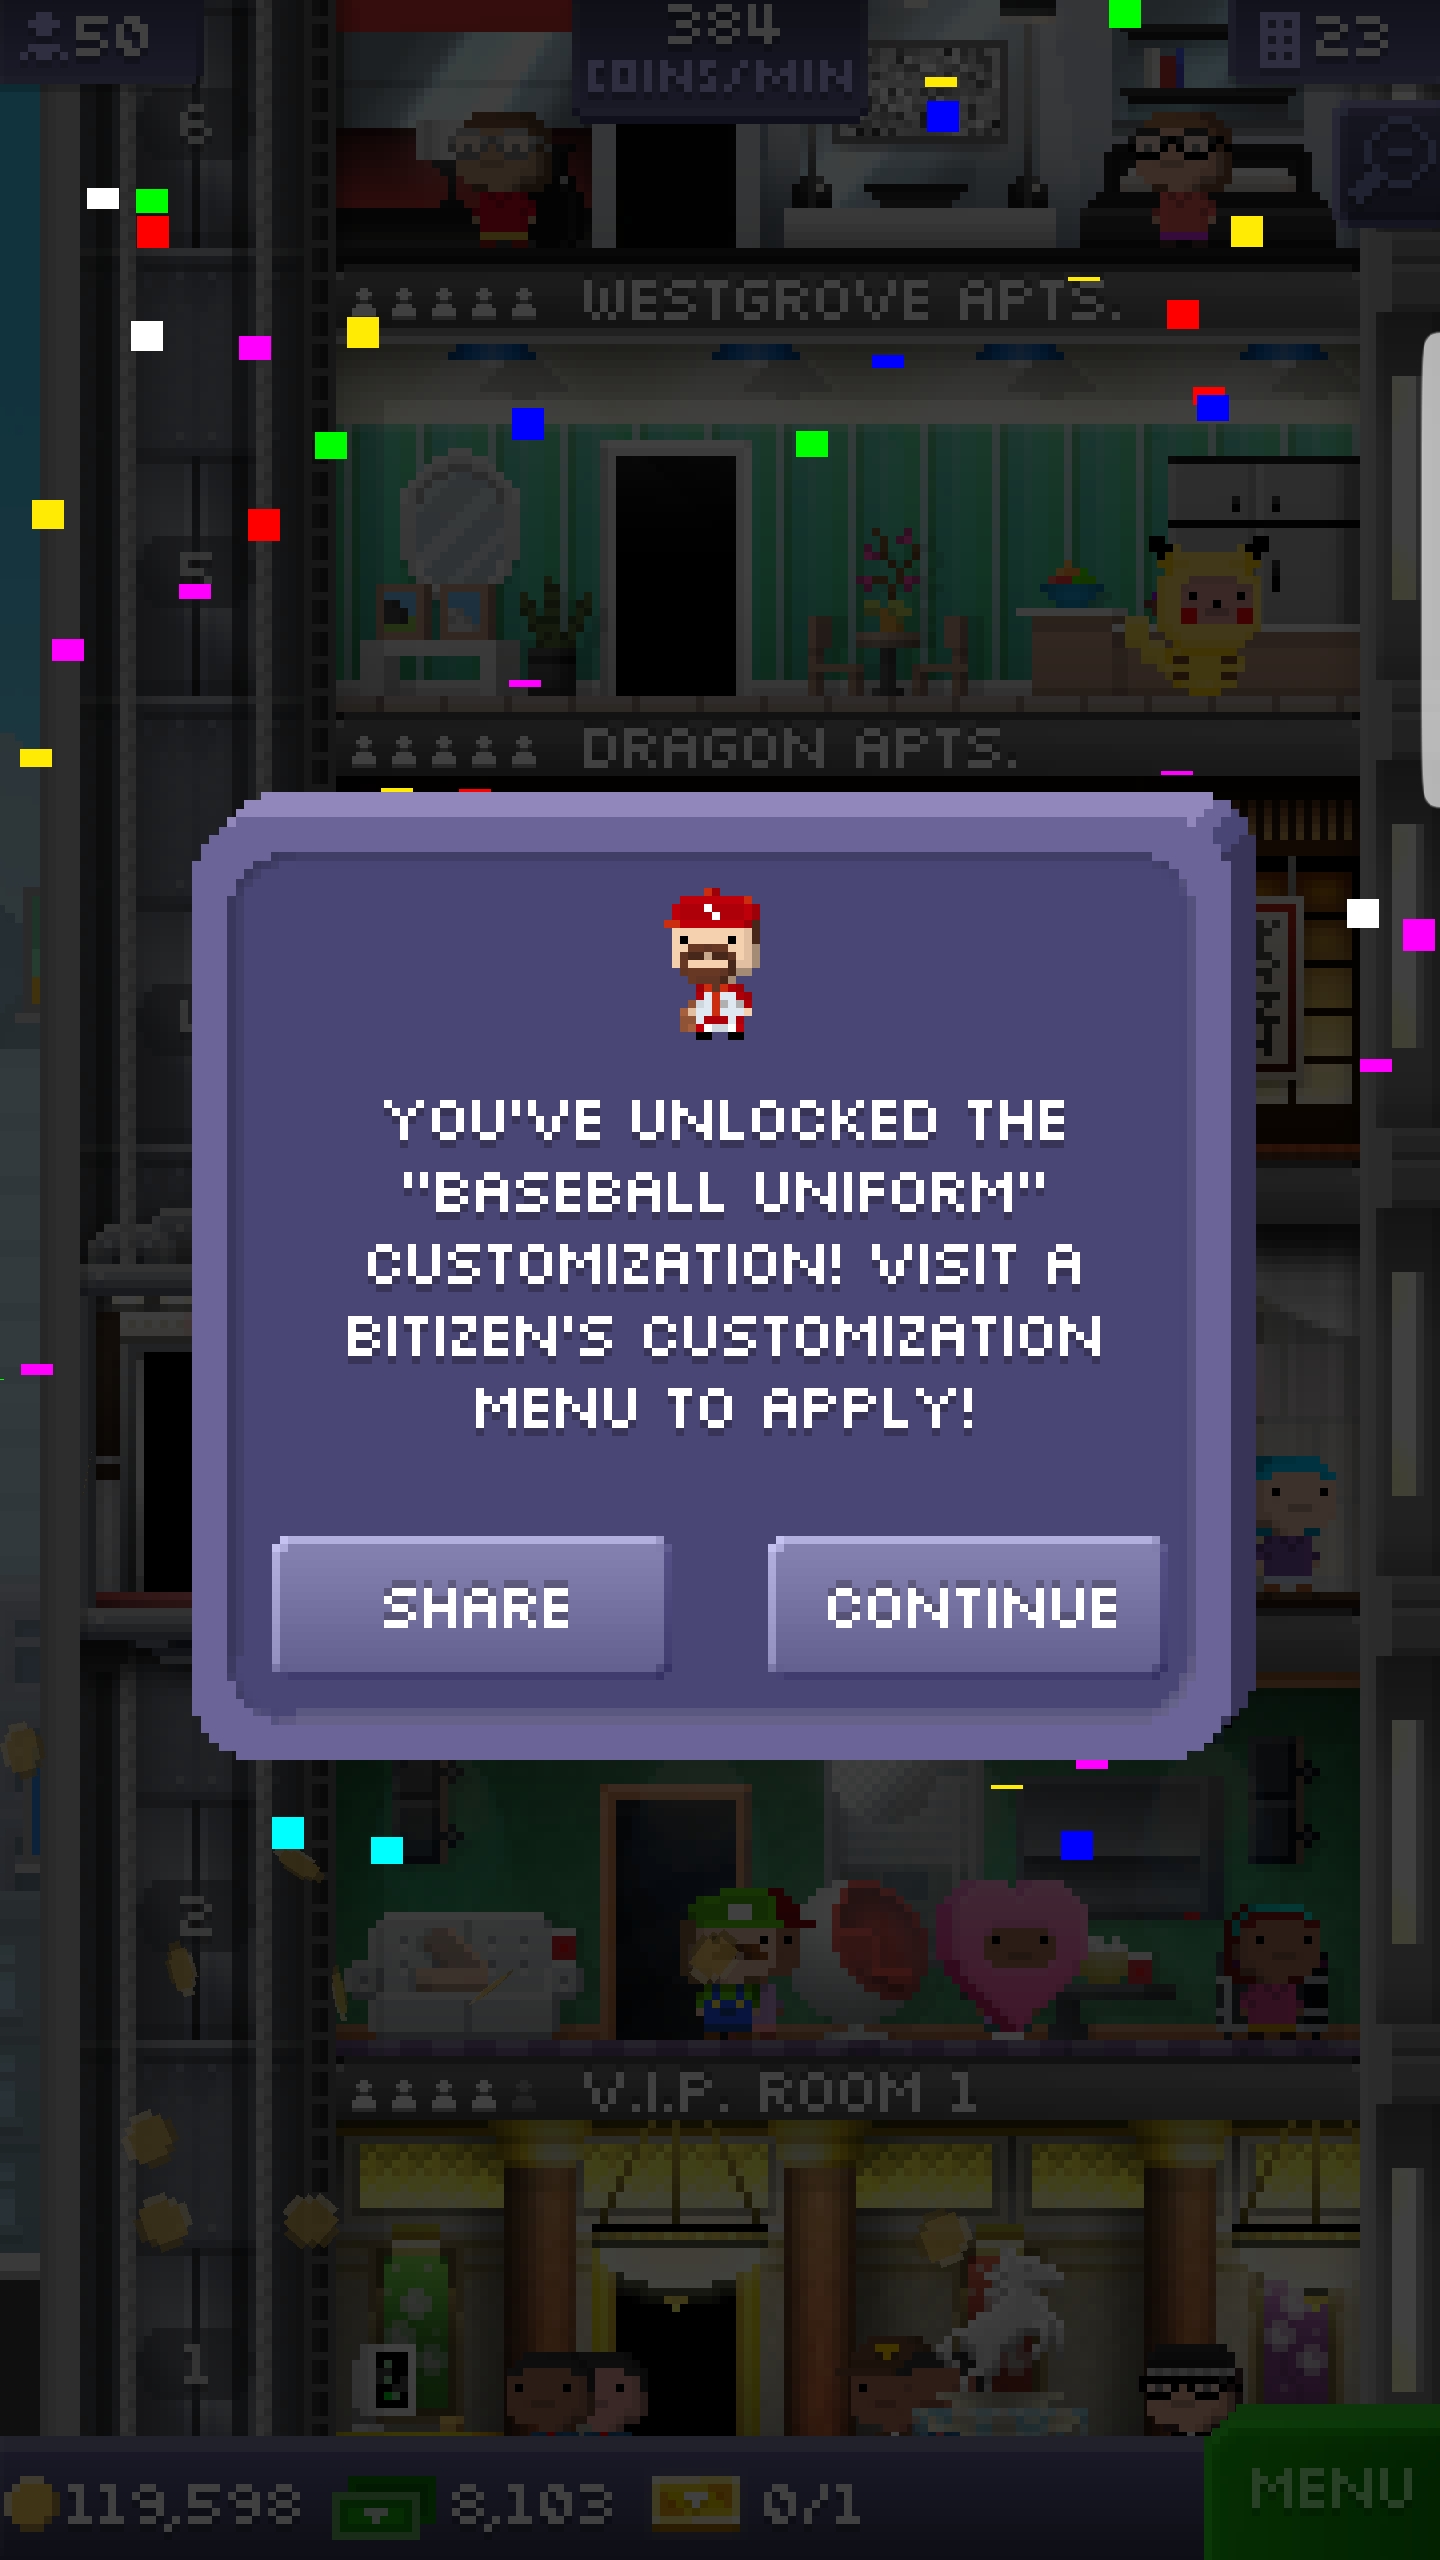 50
384
COINS/MIN
23
6
WESTGROVE APTS.
5
DRAGON APTS.
YOU'VE UNLOCKED THE
"BASEBALL UNIFORM"
CUSTOMIZATION! VISIT A
BITIZEN'S CUSTOMIZATION
MENU TO APPLY!
SHARE
CONTINUE
2
V.I.P. ROOM 1
1
119,598
8,103
0/1
MENU